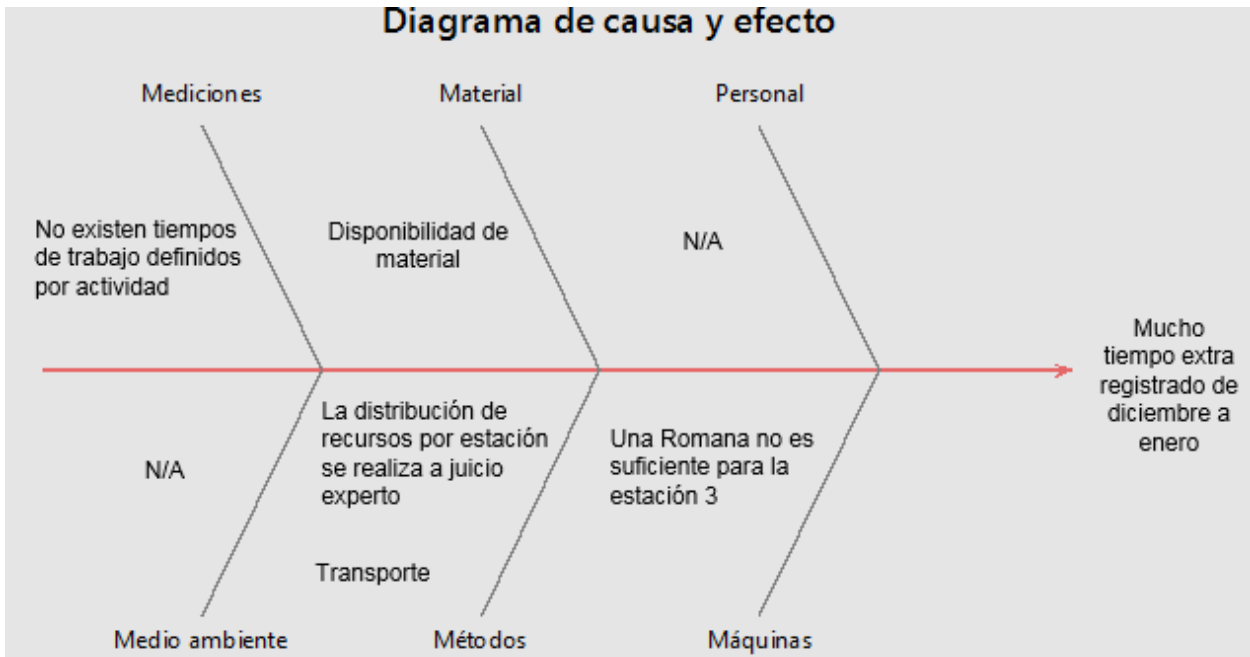 Diagrama de causa y efecto
Mediciones
Material
Personal
No existen tiempos
de trabajo definidos
por actividad
Disponibilidad de
material
N/A
Mucho
tiempo extra
registrado de
diciembre a
enero
N/A
La distribución de
recursos por estación
se realiza a juicio
experto
Transporte
Una Romana no es
suficiente para la
estación 3
Medio ambiente
Métodos
Máquinas